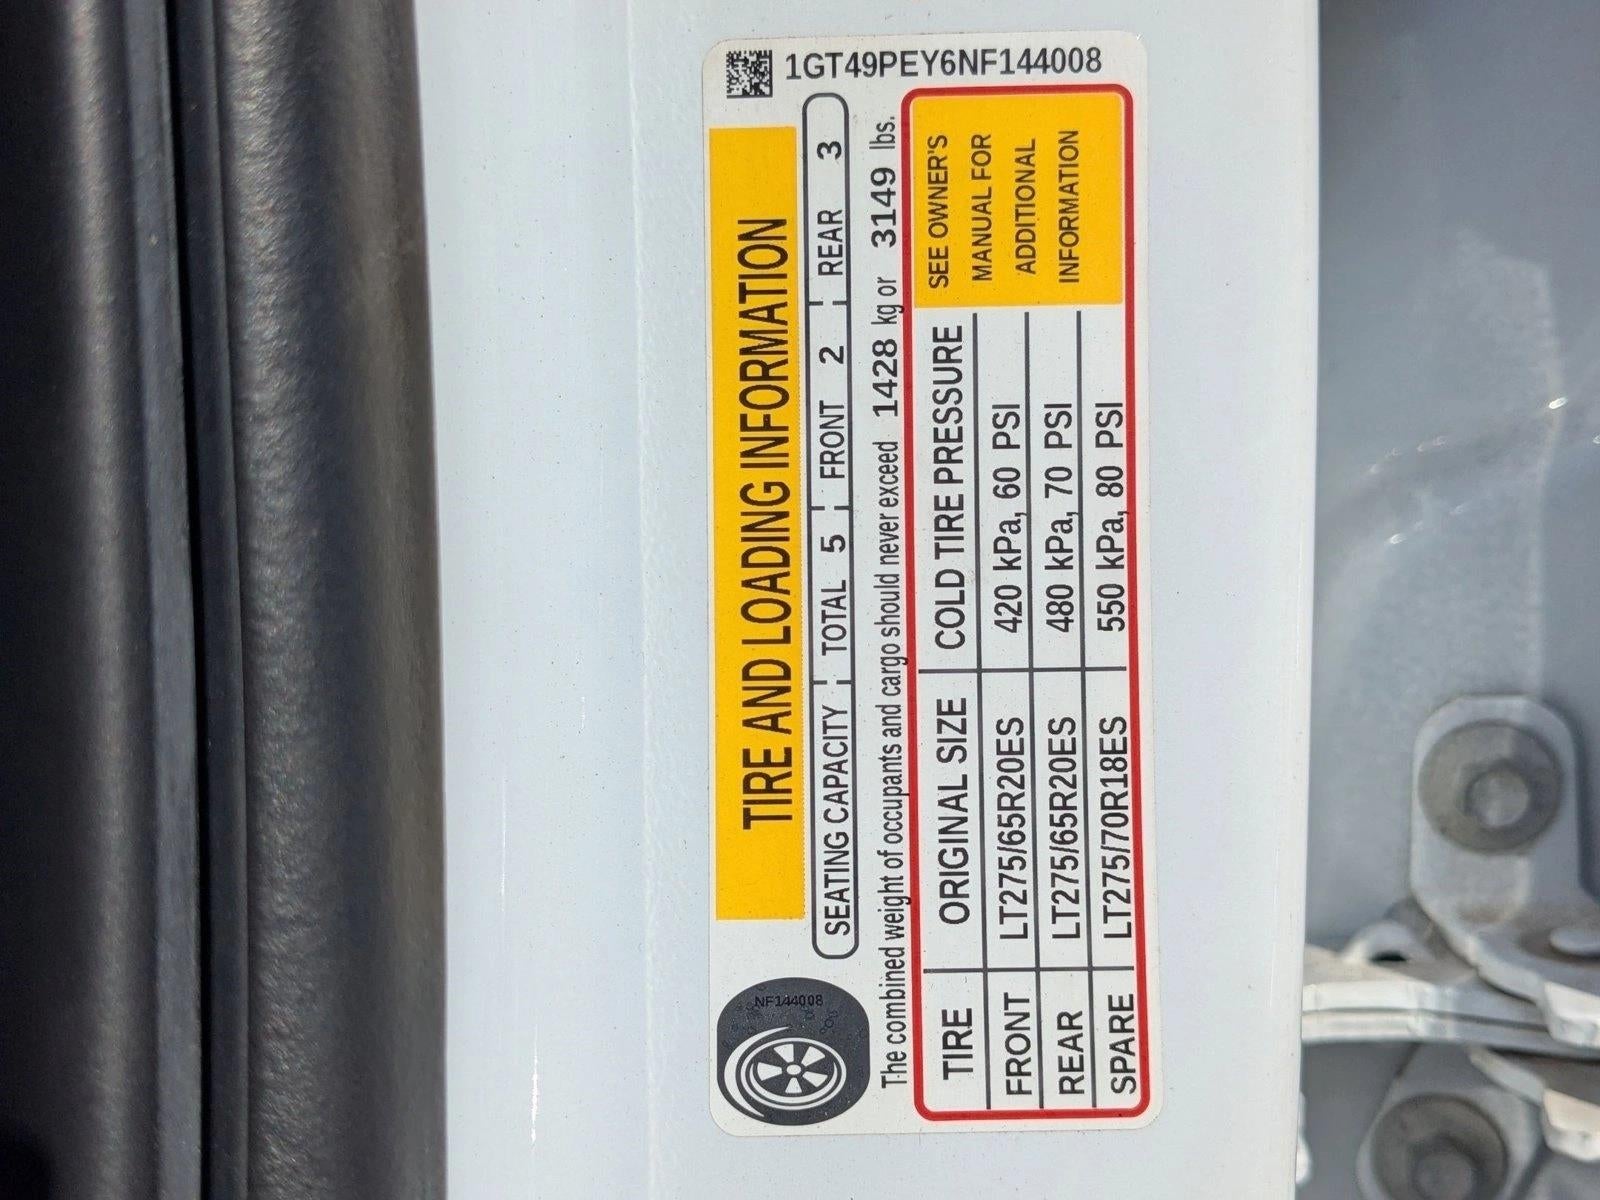 1GT49PEY6NF144008
TIRE AND LOADING INFORMATION
SEATING CAPACITY TOTAL 5 FRONT 2 REAR 3
The combined weight of occupants and cargo should never exceed 1428 kg or 3149 lbs.
TIRE ORIGINAL SIZE COLD TIRE PRESSURE
FRONT LT275/65R20ES 420 kPa, 60 PSI
REAR LT275/65R20ES 480 kPa, 70 PSI
SPARE LT275/70R18ES 550 kPa, 80 PSI
SEE OWNER'S
MANUAL FOR
ADDITIONAL
INFORMATION
NF144008